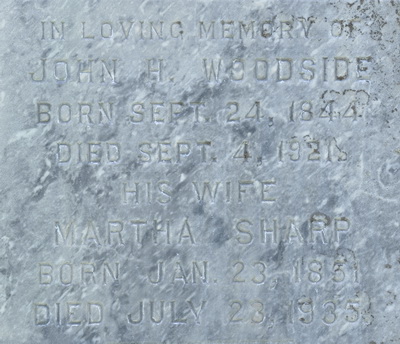 IN LOVING MEMORY OF
JOHN H. WOODSIDE
BORN SEPT. 24, 1844
DIED SEPT. 4,
HIS WIFE
MARTHA SHARP
BORN JAN. 23, 1851
DIED JULY 23, 1935